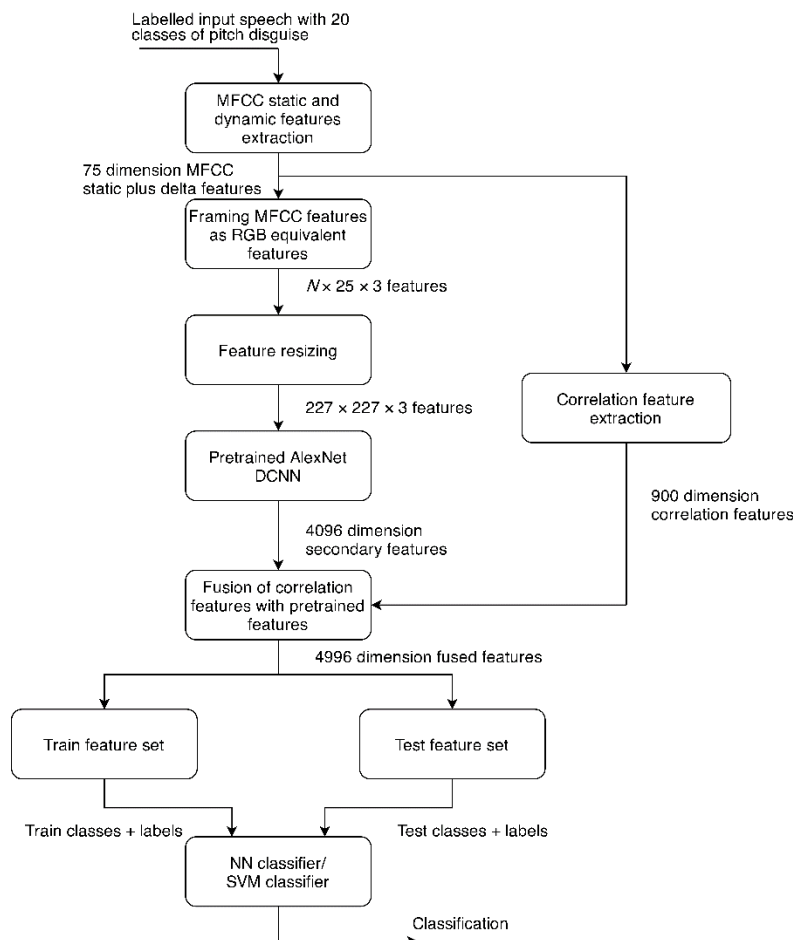 Labelled input speech with 20
classes of pitch disguise
MFCC static and
dynamic features
extraction
75 dimension MFCC
static plus delta features
Framing MFCC features
as RGB equivalent
features
N × 25 × 3 features
Feature resizing
227 × 227 × 3 features
Correlation feature
extraction
Pretrained AlexNet
DCNN
900 dimension
correlation features
4096 dimension
secondary features
Fusion of correlation
features with pretrained
features
4996 dimension fused features
Train feature set
Test feature set
Train classes + labels
Test classes + labels
NN classifier/
SVM classifier
Classification